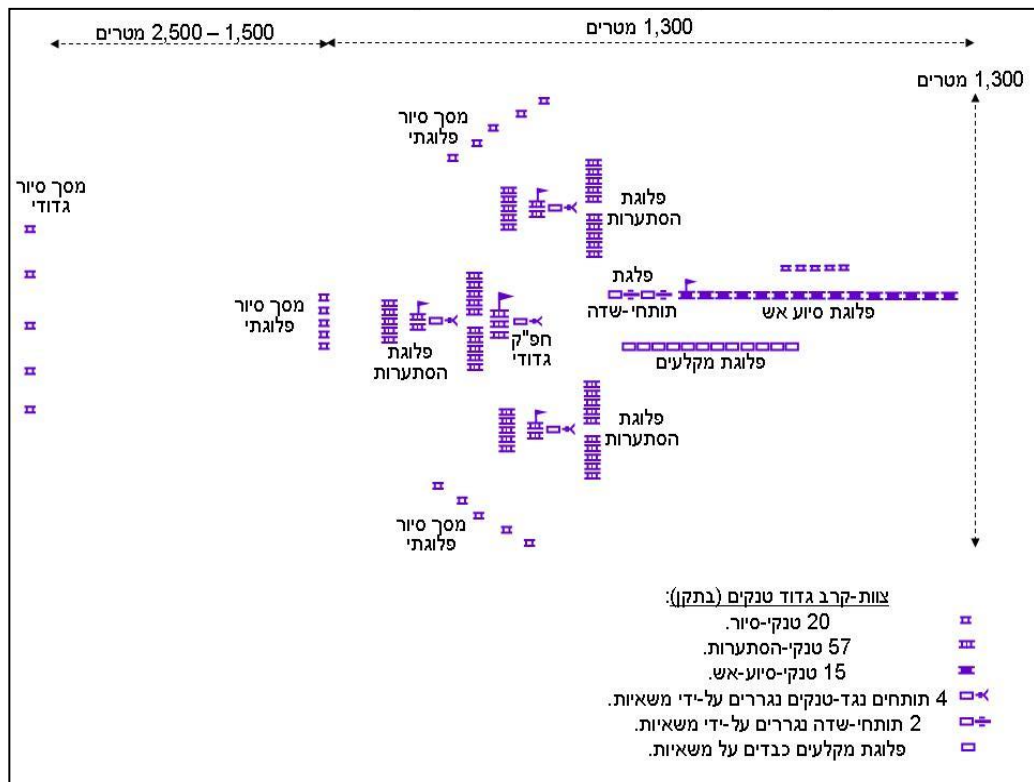 2,500 – 1,500 מטרים
1,300 מטרים
1,300 מטרים
מסך סיור
פלוגתי
מסך סיור
גדודי
פלוגת
הסתערות
פלגת
תותחי-שדה
פלוגת סיוע אש
מסך סיור
פלוגתי
פלוגת
הסתערות
חפ"ק
גדודי
פלוגת מקלעים
פלוגת
הסתערות
מסך סיור
פלוגתי
צוות-קרב גדוד טנקים (בתקן):
20 טנקי-סיור.
57 טנקי-הסתערות.
15 טנקי-סיוע-אש.
4 תותחים נגד-טנקים נגררים על-ידי משאיות.
2 תותחי-שדה נגררים על-ידי משאיות.
פלוגת מקלעים כבדים על משאיות.